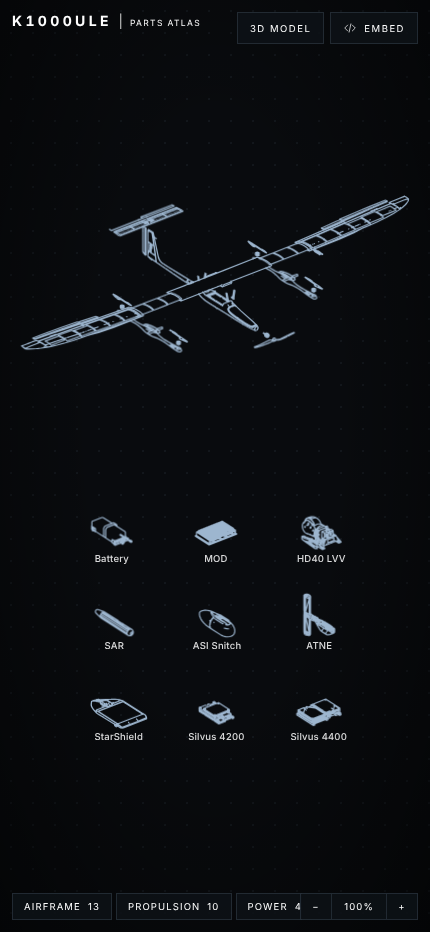 K1000ULE | PARTS ATLAS
3D MODEL
</> EMBED
Battery
MOD
HD40 LVV
SAR
ASI Snitch
ATNE
StarShield
Silvus 4200
Silvus 4400
AIRFRAME 13
PROPULSION 10
POWER 4
− 100% +